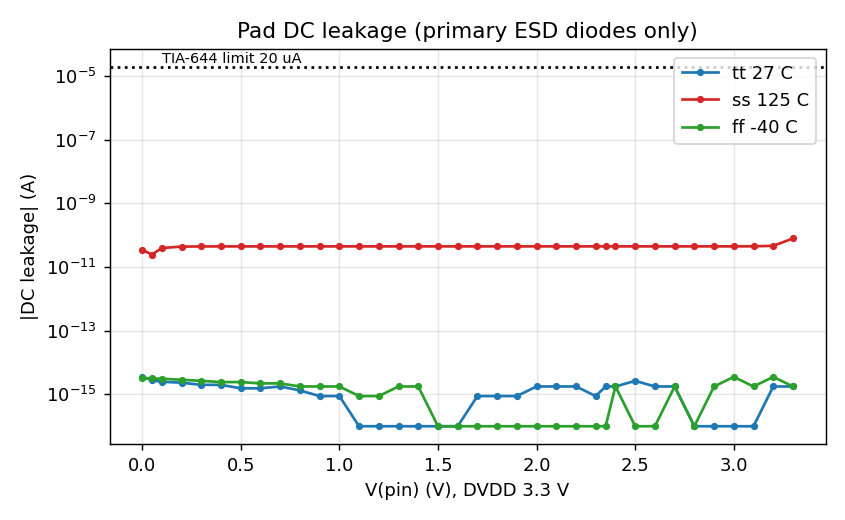 Pad DC leakage (primary ESD diodes only)
TIA-644 limit 20 uA
tt 27 C
ss 125 C
ff -40 C
|DC leakage| (A)
10⁻⁵
10⁻⁷
10⁻⁹
10⁻¹¹
10⁻¹³
10⁻¹⁵
0.0 0.5 1.0 1.5 2.0 2.5 3.0
V(pin) (V), DVDD 3.3 V